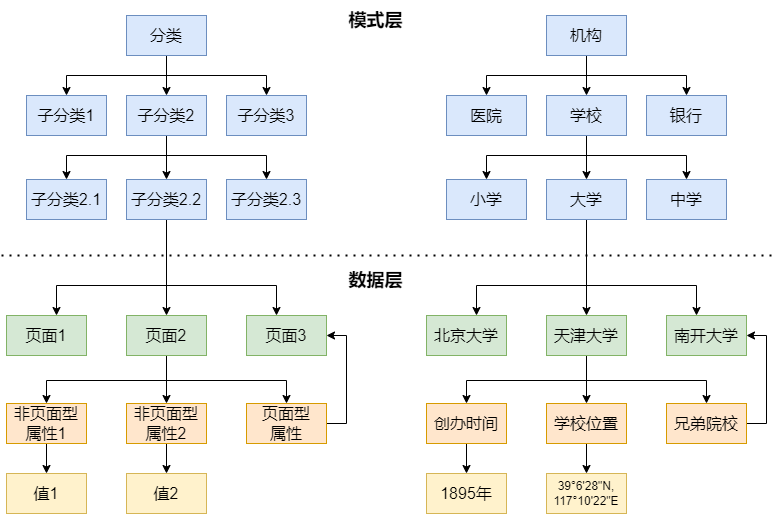 模式层
分类
机构
子分类1
子分类2
子分类3
医院
学校
银行
子分类2.1
子分类2.2
子分类2.3
小学
大学
中学
数据层
页面1
页面2
页面3
北京大学
天津大学
南开大学
非页面型
属性1
非页面型
属性2
页面型
属性
创办时间
学校位置
兄弟院校
值1
值2
1895年
39°6'28"N,
117°10'22"E